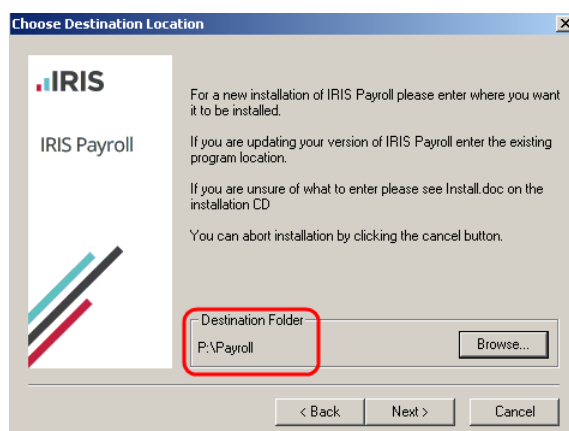 Choose Destination Location
IRIS
IRIS Payroll
For a new installation of IRIS Payroll please enter where you want
it to be installed.
If you are updating your version of IRIS Payroll enter the existing
program location.
If you are unsure of what to enter please see Install.doc on the
installation CD
You can abort installation by clicking the cancel button.
Destination Folder
P:\Payroll
Browse...
< Back
Next >
Cancel